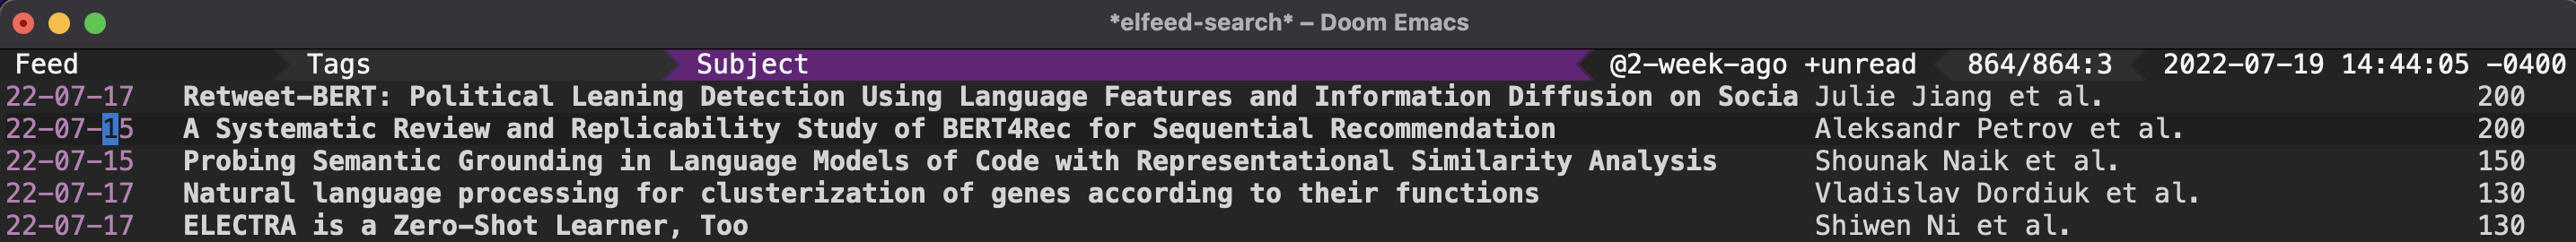 *elfeed-search* – Doom Emacs
Feed Tags Subject @2-week-ago +unread 864/864:3 2022-07-19 14:44:05 -0400
22-07-17 Retweet-BERT: Political Leaning Detection Using Language Features and Information Diffusion on Socia Julie Jiang et al. 200
22-07-15 A Systematic Review and Replicability Study of BERT4Rec for Sequential Recommendation Aleksandr Petrov et al. 200
22-07-15 Probing Semantic Grounding in Language Models of Code with Representational Similarity Analysis Shounak Naik et al. 150
22-07-17 Natural language processing for clusterization of genes according to their functions Vladislav Dordiuk et al. 130
22-07-17 ELECTRA is a Zero-Shot Learner, Too Shiwen Ni et al. 130